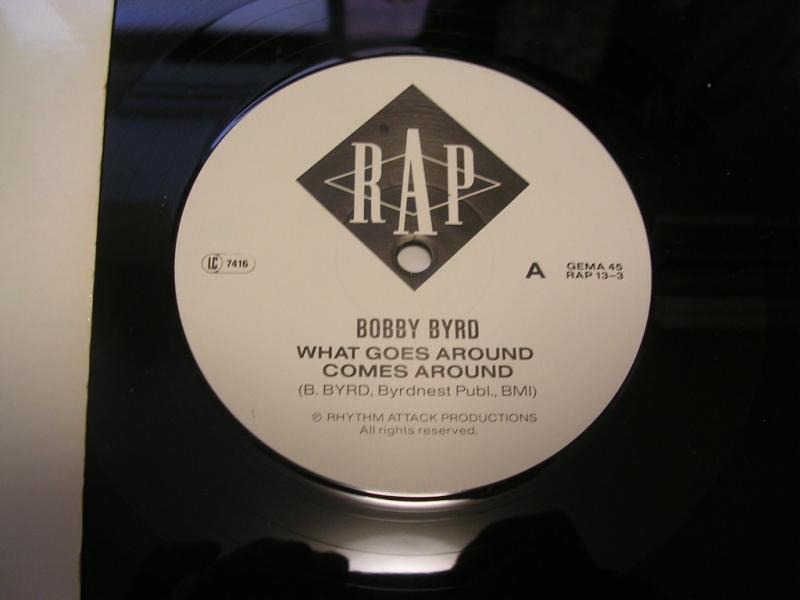 RAP
LC 7416
A
GEMA 45
RAP 13-3
BOBBY BYRD
WHAT GOES AROUND
COMES AROUND
(B. BYRD, Byrdnest Publ., BMI)
℗ RHYTHM ATTACK PRODUCTIONS
All rights reserved.